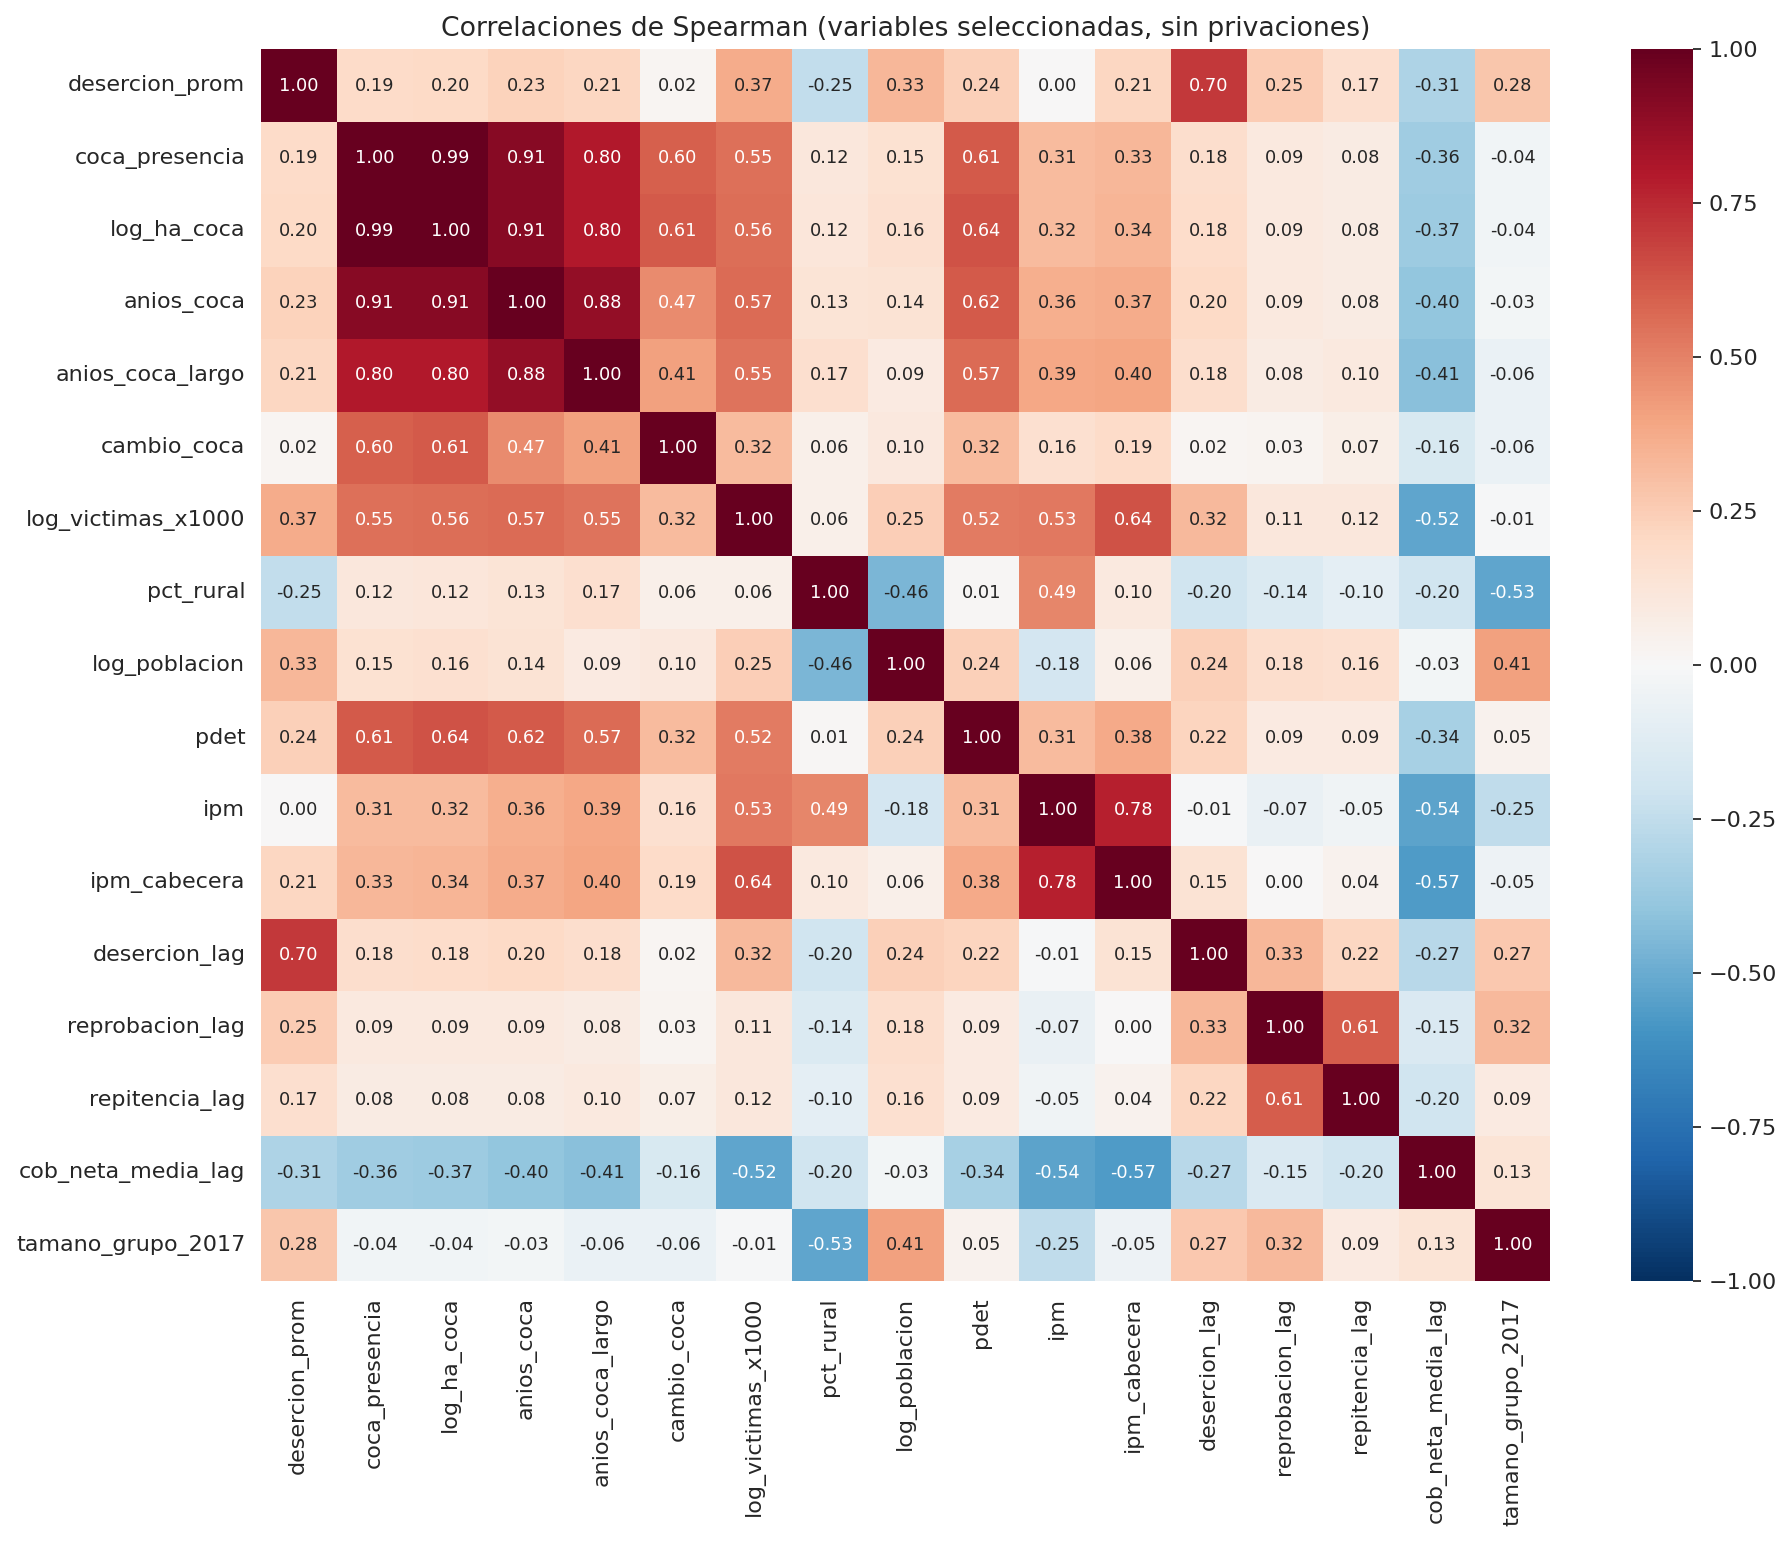 Correlaciones de Spearman (variables seleccionadas, sin privaciones)
desercion_prom 1.00 0.19 0.20 0.23 0.21 0.02 0.37 -0.25 0.33 0.24 0.00 0.21 0.70 0.25 0.17 -0.31 0.28
coca_presencia 0.19 1.00 0.99 0.91 0.80 0.60 0.55 0.12 0.15 0.61 0.31 0.33 0.18 0.09 0.08 -0.36 -0.04
log_ha_coca 0.20 0.99 1.00 0.91 0.80 0.61 0.56 0.12 0.16 0.64 0.32 0.34 0.18 0.09 0.08 -0.37 -0.04
anios_coca 0.23 0.91 0.91 1.00 0.88 0.47 0.57 0.13 0.14 0.62 0.36 0.37 0.20 0.09 0.08 -0.40 -0.03
anios_coca_largo 0.21 0.80 0.80 0.88 1.00 0.41 0.55 0.17 0.09 0.57 0.39 0.40 0.18 0.08 0.10 -0.41 -0.06
cambio_coca 0.02 0.60 0.61 0.47 0.41 1.00 0.32 0.06 0.10 0.32 0.16 0.19 0.02 0.03 0.07 -0.16 -0.06
log_victimas_x1000 0.37 0.55 0.56 0.57 0.55 0.32 1.00 0.06 0.25 0.52 0.53 0.64 0.32 0.11 0.12 -0.52 -0.01
pct_rural -0.25 0.12 0.12 0.13 0.17 0.06 0.06 1.00 -0.46 0.01 0.49 0.10 -0.20 -0.14 -0.10 -0.20 -0.53
log_poblacion 0.33 0.15 0.16 0.14 0.09 0.10 0.25 -0.46 1.00 0.24 -0.18 0.06 0.24 0.18 0.16 -0.03 0.41
pdet 0.24 0.61 0.64 0.62 0.57 0.32 0.52 0.01 0.24 1.00 0.31 0.38 0.22 0.09 0.09 -0.34 0.05
ipm 0.00 0.31 0.32 0.36 0.39 0.16 0.53 0.49 -0.18 0.31 1.00 0.78 -0.01 -0.07 -0.05 -0.54 -0.25
ipm_cabecera 0.21 0.33 0.34 0.37 0.40 0.19 0.64 0.10 0.06 0.38 0.78 1.00 0.15 0.00 0.04 -0.57 -0.05
desercion_lag 0.70 0.18 0.18 0.20 0.18 0.02 0.32 -0.20 0.24 0.22 -0.01 0.15 1.00 0.33 0.22 -0.27 0.27
reprobacion_lag 0.25 0.09 0.09 0.09 0.08 0.03 0.11 -0.14 0.18 0.09 -0.07 0.00 0.33 1.00 0.61 -0.15 0.32
repitencia_lag 0.17 0.08 0.08 0.08 0.10 0.07 0.12 -0.10 0.16 0.09 -0.05 0.04 0.22 0.61 1.00 -0.20 0.09
cob_neta_media_lag -0.31 -0.36 -0.37 -0.40 -0.41 -0.16 -0.52 -0.20 -0.03 -0.34 -0.54 -0.57 -0.27 -0.15 -0.20 1.00 0.13
tamano_grupo_2017 0.28 -0.04 -0.04 -0.03 -0.06 -0.06 -0.01 -0.53 0.41 0.05 -0.25 -0.05 0.27 0.32 0.09 0.13 1.00
desercion_prom
coca_presencia
log_ha_coca
anios_coca
anios_coca_largo
cambio_coca
log_victimas_x1000
pct_rural
log_poblacion
pdet
ipm
ipm_cabecera
desercion_lag
reprobacion_lag
repitencia_lag
cob_neta_media_lag
tamano_grupo_2017
1.00
0.75
0.50
0.25
0.00
−0.25
−0.50
−0.75
−1.00